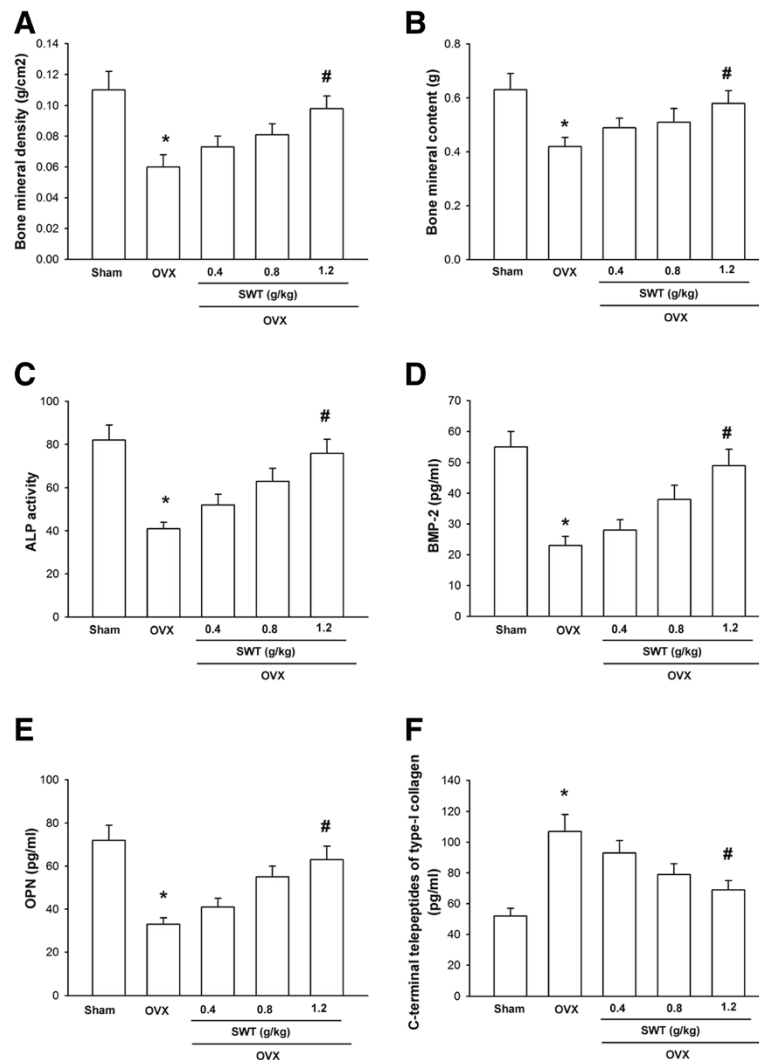 A
Bone mineral density (g/cm2)
0.14
0.12
0.10
0.08
0.06
0.04
0.02
0.00
*
#
Sham OVX 0.4 0.8 1.2
SWT (g/kg)
OVX
B
Bone mineral content (g)
0.8
0.6
0.4
0.2
0.0
*
#
Sham OVX 0.4 0.8 1.2
SWT (g/kg)
OVX
C
ALP activity
100
80
60
40
20
0
*
#
Sham OVX 0.4 0.8 1.2
SWT (g/kg)
OVX
D
BMP-2 (pg/ml)
70
60
50
40
30
20
10
0
*
#
Sham OVX 0.4 0.8 1.2
SWT (g/kg)
OVX
E
OPN (pg/ml)
100
80
60
40
20
0
*
#
Sham OVX 0.4 0.8 1.2
SWT (g/kg)
OVX
F
C-terminal telepeptides of type-I collagen
(pg/ml)
140
120
100
80
60
40
20
0
*
#
Sham OVX 0.4 0.8 1.2
SWT (g/kg)
OVX